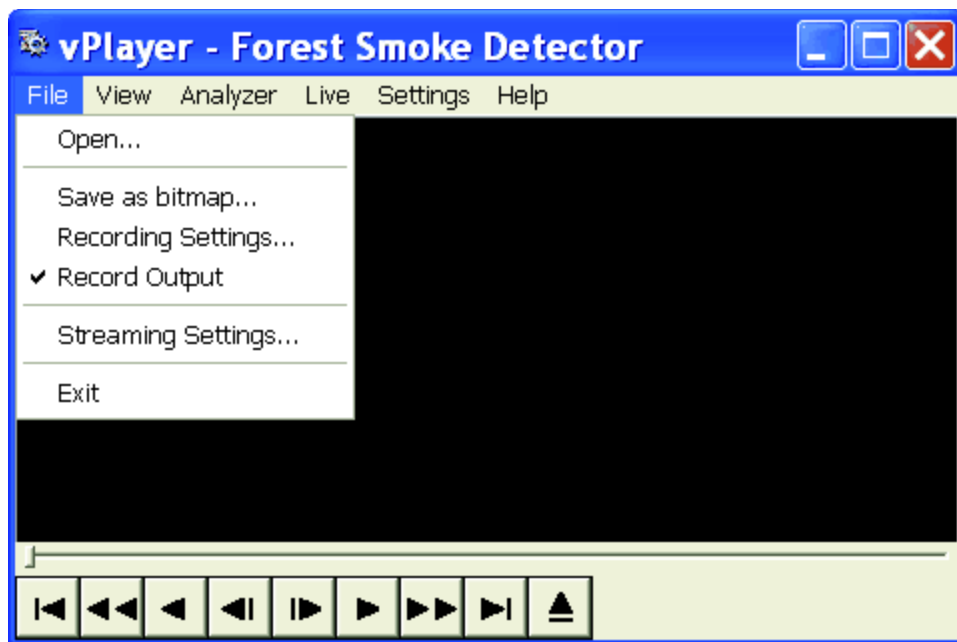 vPlayer - Forest Smoke Detector
File View Analyzer Live Settings Help
Open...
Save as bitmap...
Recording Settings...
Record Output
Streaming Settings...
Exit